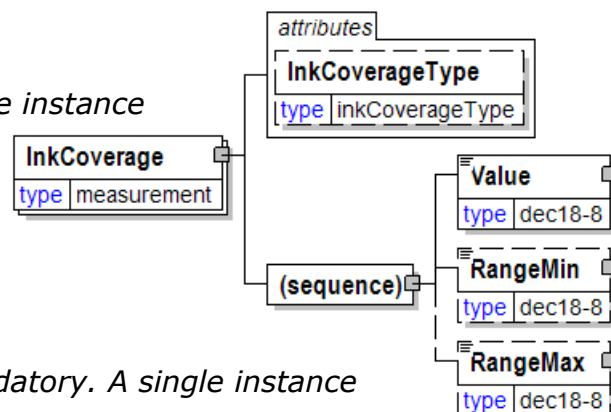 attributes
InkCoverageType
type inkCoverageType
e instance
InkCoverage
type measurement
Value
type dec18-8
(sequence)
RangeMin
type dec18-8
RangeMax
type dec18-8
datory. A single instance